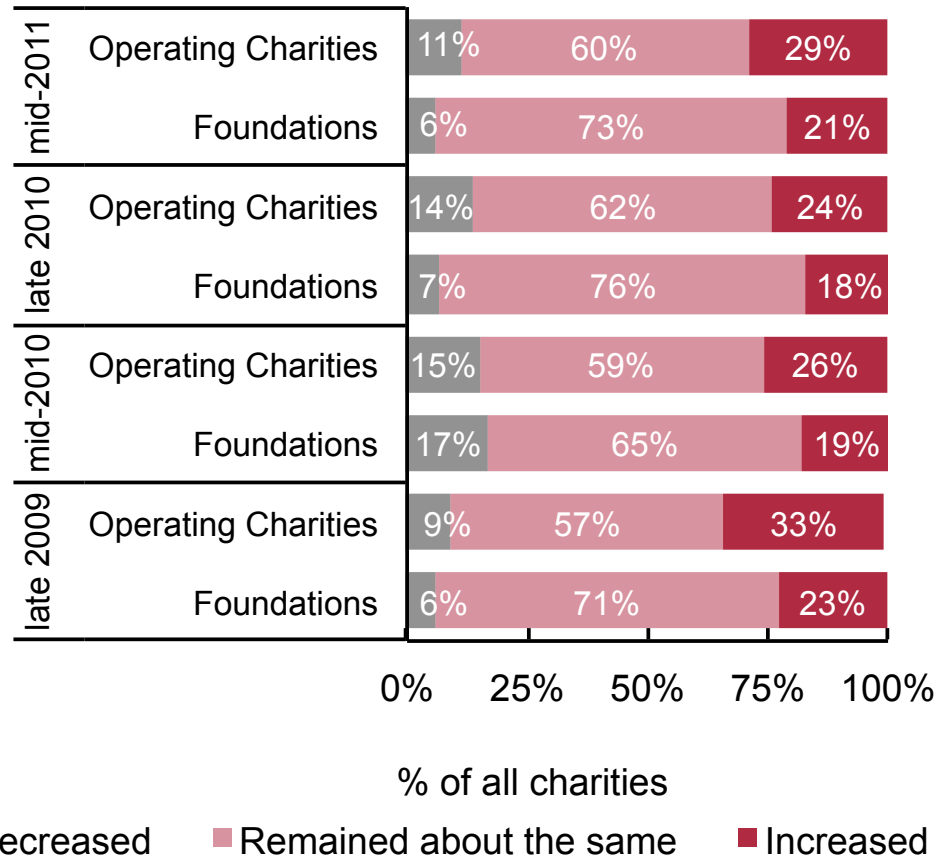 mid-2011
Operating Charities 11% 60% 29%
Foundations 6% 73% 21%
late 2010
Operating Charities 14% 62% 24%
Foundations 7% 76% 18%
mid-2010
Operating Charities 15% 59% 26%
Foundations 17% 65% 19%
late 2009
Operating Charities 9% 57% 33%
Foundations 6% 71% 23%
0% 25% 50% 75% 100%
% of all charities
ecreased Remained about the same Increased